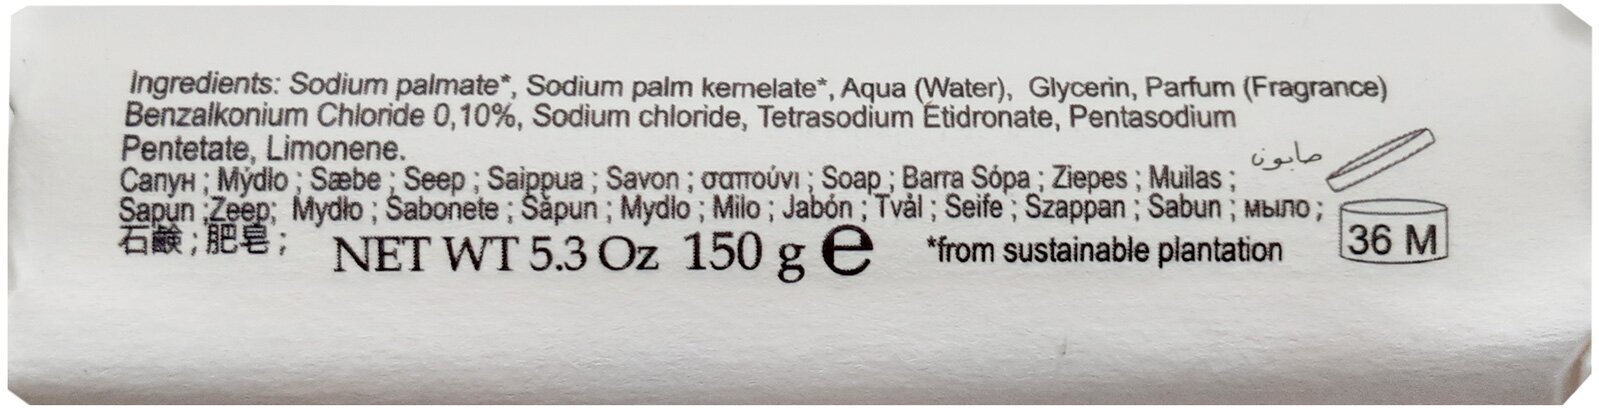 Ingredients: Sodium palmate*, Sodium palm kernelate*, Aqua (Water), Glycerin, Parfum (Fragrance)
Benzalkonium Chloride 0,10%, Sodium chloride, Tetrasodium Étidronate, Pentasodium
Pentetate, Limonene.
صابون
Сапун ; Mýdlo ; Sæbe ; Seep ; Saippua ; Savon ; σαπούνι ; Soap ; Barra Sópa ; Ziepes ; Muilas ;
Sapun ;Zeep; Mydło ; Sabonete ; Săpun ; Mydlo ; Milo ; Jabón ; Tvål ; Seife ; Szappan ; Sabun ; мыло ;
石鹸 ; 肥皂 ;
NET WT 5.3 Oz 150 g e
*from sustainable plantation
36 M